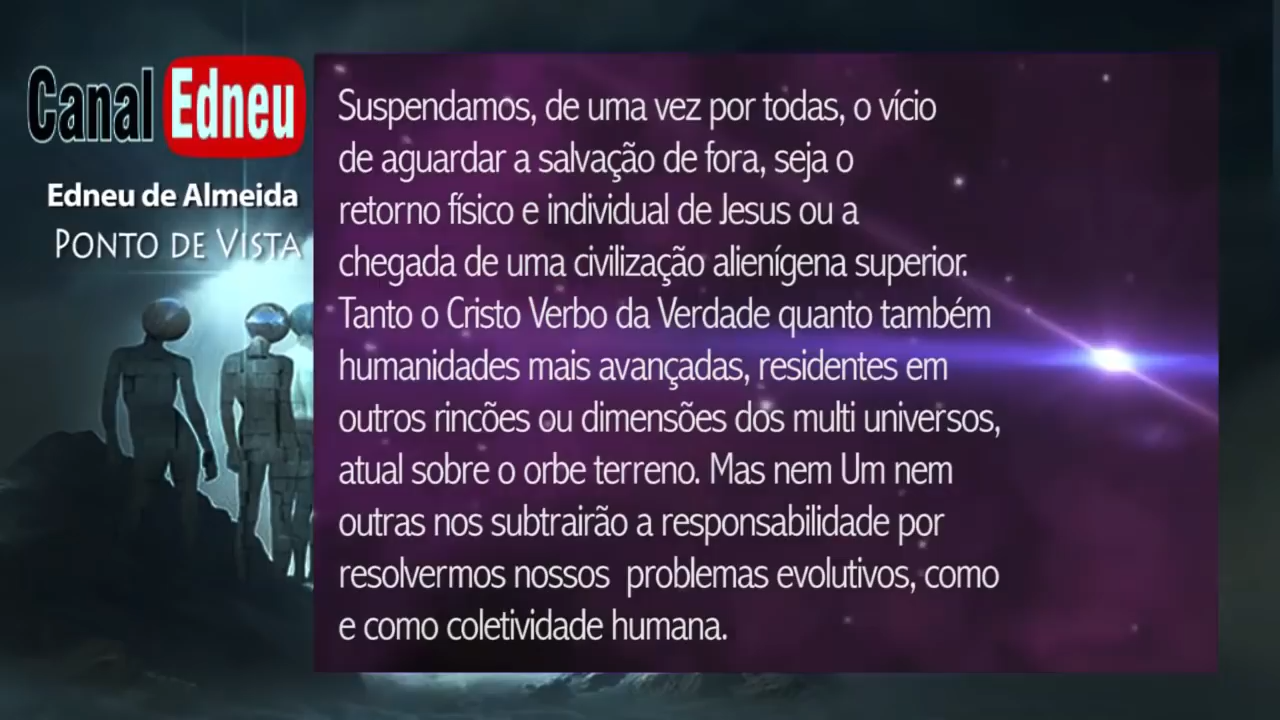 Canal Edneu
Edneu de Almeida
PONTO DE VISTA
Suspendamos, de uma vez por todas, o vício
de aguardar a salvação de fora, seja o
retorno físico e individual de Jesus ou a
chegada de uma civilização alienígena superior.
Tanto o Cristo Verbo da Verdade quanto também
humanidades mais avançadas, residentes em
outros rincões ou dimensões dos multi universos,
atual sobre o orbe terreno. Mas nem Um nem
outras nos subtrairão a responsabilidade por
resolvermos nossos  problemas evolutivos, como
e como coletividade humana.